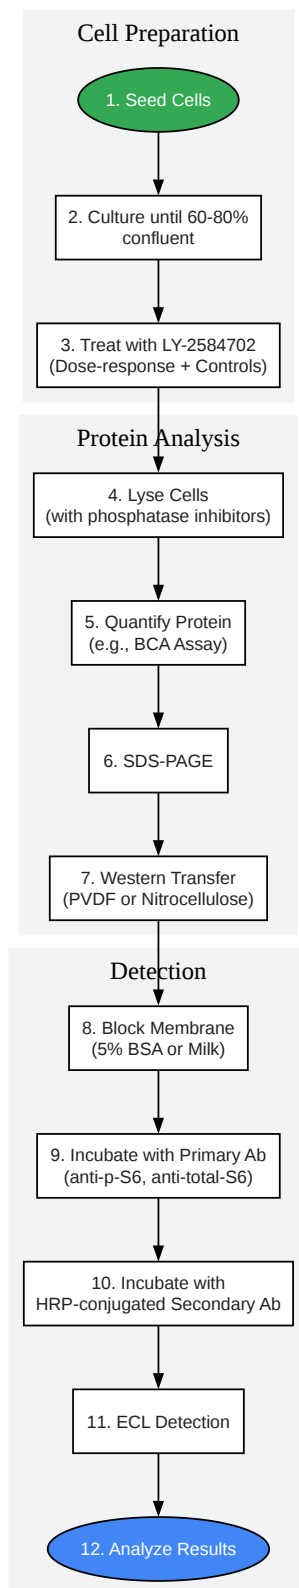 Cell Preparation
1. Seed Cells
2. Culture until 60-80%
confluent
3. Treat with LY-2584702
(Dose-response + Controls)
Protein Analysis
4. Lyse Cells
(with phosphatase inhibitors)
5. Quantify Protein
(e.g., BCA Assay)
6. SDS-PAGE
7. Western Transfer
(PVDF or Nitrocellulose)
Detection
8. Block Membrane
(5% BSA or Milk)
9. Incubate with Primary Ab
(anti-p-S6, anti-total-S6)
10. Incubate with
HRP-conjugated Secondary Ab
11. ECL Detection
12. Analyze Results